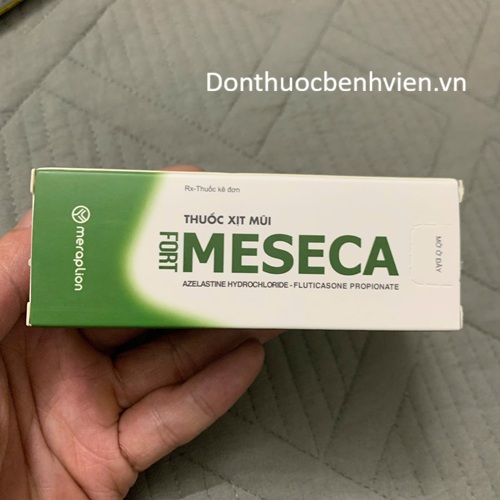 Donthuocbenhvien.vn
Rx-Thuốc kê đơn
THUỐC XỊT MŨI
FORT
MESECA
AZELASTINE HYDROCHLORIDE - FLUTICASONE PROPIONATE
meraplion
MỞ Ở ĐÂY